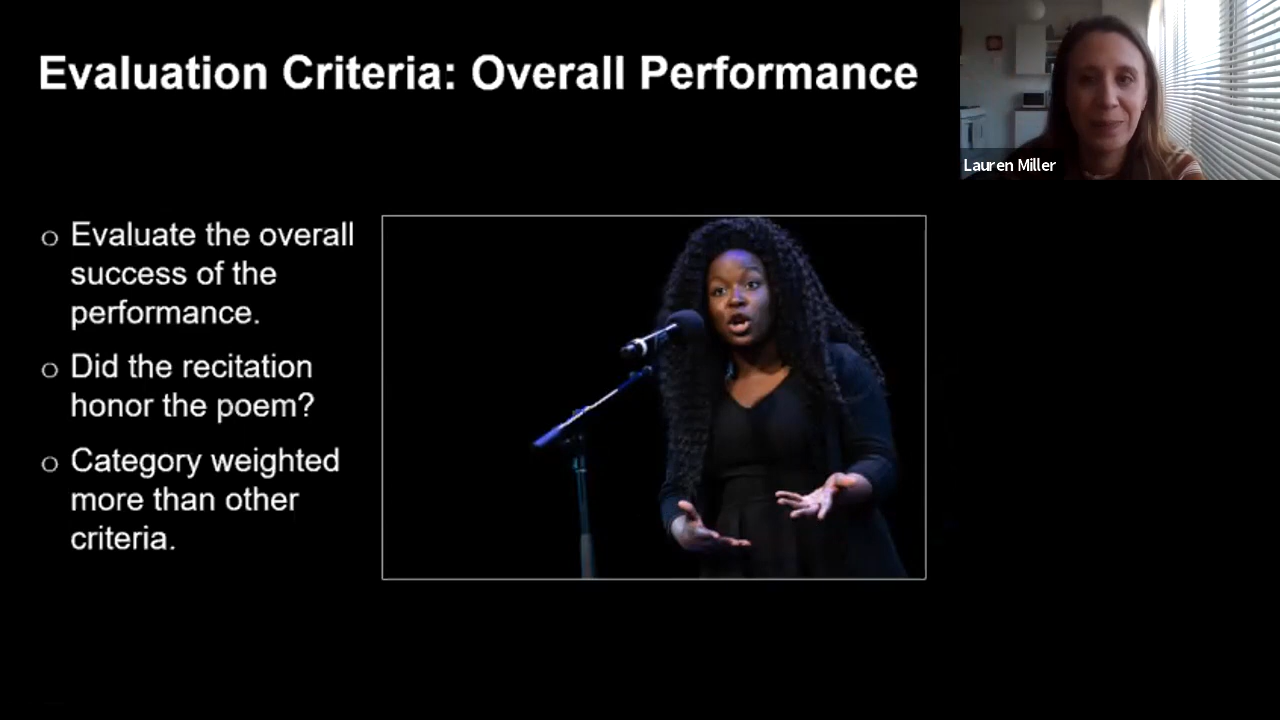 Evaluation Criteria: Overall Performance
Lauren Miller
o Evaluate the overall
success of the
performance.
o Did the recitation
honor the poem?
o Category weighted
more than other
criteria.